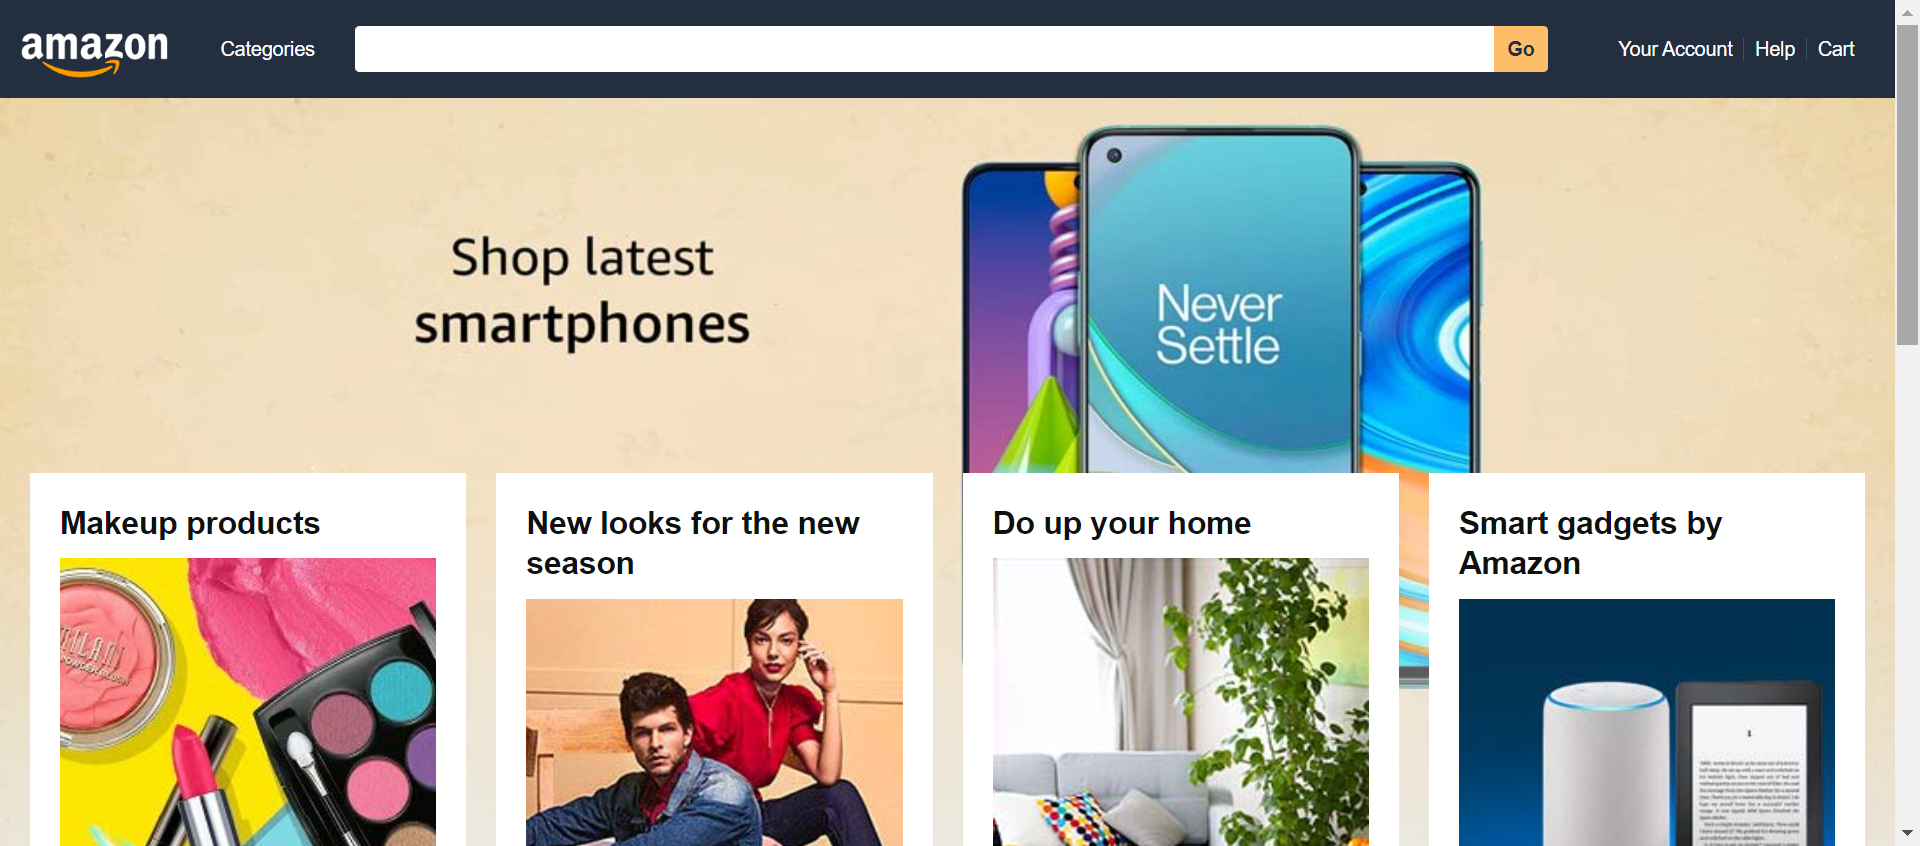 amazon
Categories
Go
Your Account
Help
Cart
Shop latest
smartphones
Never
Settle
Makeup products
New looks for the new
season
Do up your home
Smart gadgets by
Amazon
MILANI
POWDER BLUSH
1